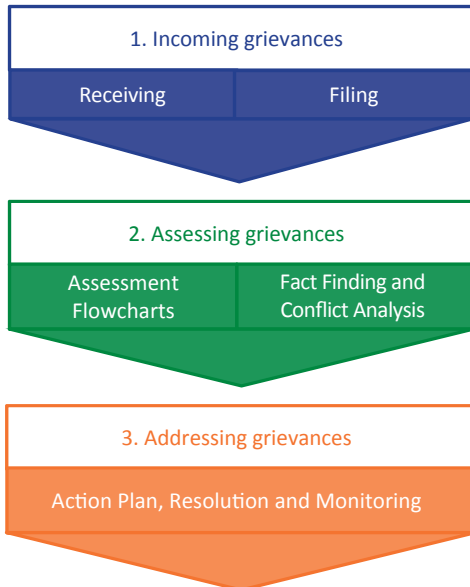 1. Incoming grievances
Receiving
Filing
2. Assessing grievances
Assessment
Flowcharts
Fact Finding and
Conflict Analysis
3. Addressing grievances
Action Plan, Resolution and Monitoring